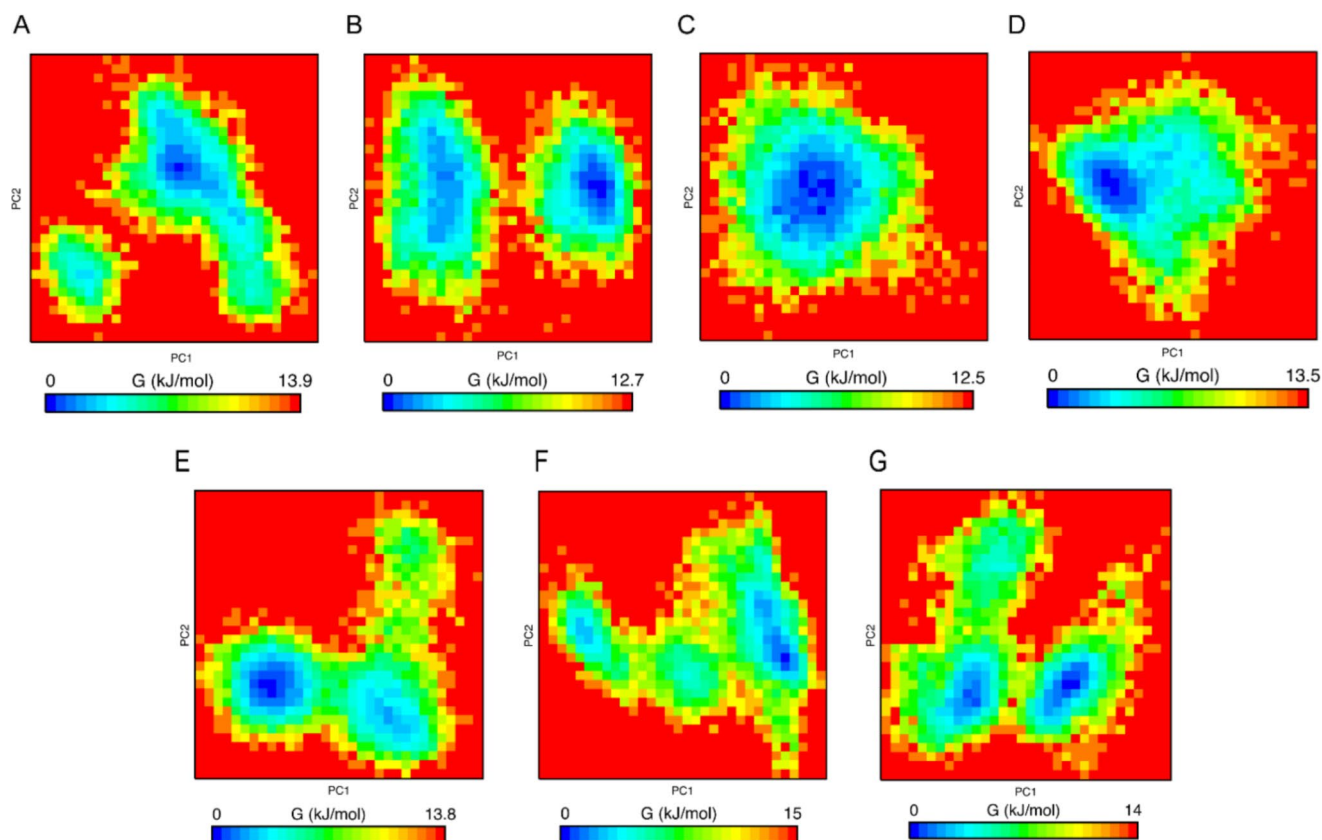 A
B
C
D
PC2
PC2
PC2
PC2
PC1
PC1
PC1
PC1
0 G (kJ/mol) 13.9
0 G (kJ/mol) 12.7
0 G (kJ/mol) 12.5
0 G (kJ/mol) 13.5
E
F
G
PC2
PC2
PC2
PC1
PC1
PC1
0 G (kJ/mol) 13.8
0 G (kJ/mol) 15
0 G (kJ/mol) 14